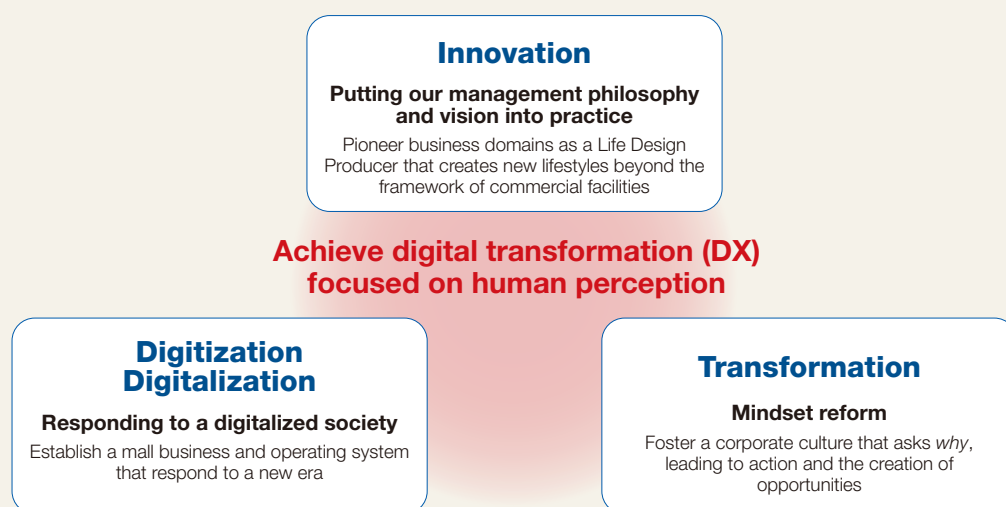 Innovation
Putting our management philosophy
and vision into practice
Pioneer business domains as a Life Design
Producer that creates new lifestyles beyond the
framework of commercial facilities
Achieve digital transformation (DX)
focused on human perception
Digitization
Digitalization
Responding to a digitalized society
Establish a mall business and operating system
that respond to a new era
Transformation
Mindset reform
Foster a corporate culture that asks why,
leading to action and the creation of
opportunities